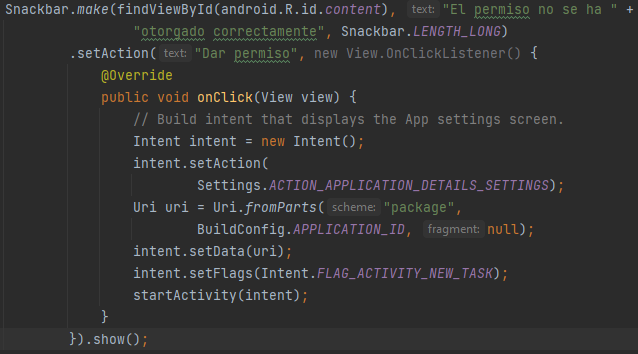 Snackbar.make(findViewById(android.R.id.content), text: "El permiso no se ha " +
"otorgado correctamente", Snackbar.LENGTH_LONG)
.setAction( text: "Dar permiso", new View.OnClickListener() {
@Override
public void onClick(View view) {
// Build intent that displays the App settings screen.
Intent intent = new Intent();
intent.setAction(
Settings.ACTION_APPLICATION_DETAILS_SETTINGS);
Uri uri = Uri.fromParts( scheme: "package",
BuildConfig.APPLICATION_ID, fragment: null);
intent.setData(uri);
intent.setFlags(Intent.FLAG_ACTIVITY_NEW_TASK);
startActivity(intent);
}
}).show();